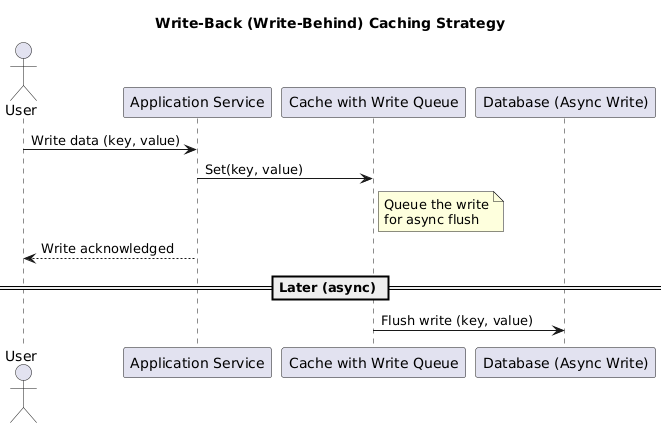 Write-Back (Write-Behind) Caching Strategy
User
Application Service
Cache with Write Queue
Database (Async Write)
Write data (key, value)
Set(key, value)
Queue the write
for async flush
Write acknowledged
Later (async)
Flush write (key, value)
User
Application Service
Cache with Write Queue
Database (Async Write)